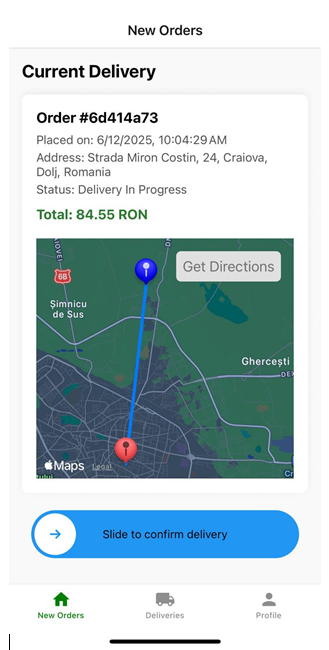 New Orders
Current Delivery
Order #6d414a73
Placed on: 6/12/2025, 10:04:29 AM
Address: Strada Miron Costin, 24, Craiova,
Dolj, Romania
Status: Delivery In Progress
Total: 84.55 RON
Get Directions
6B
Șimnicu
de Sus
Ghercești
Maps
Legal
Cr
Slide to confirm delivery
New Orders
Deliveries
Profile